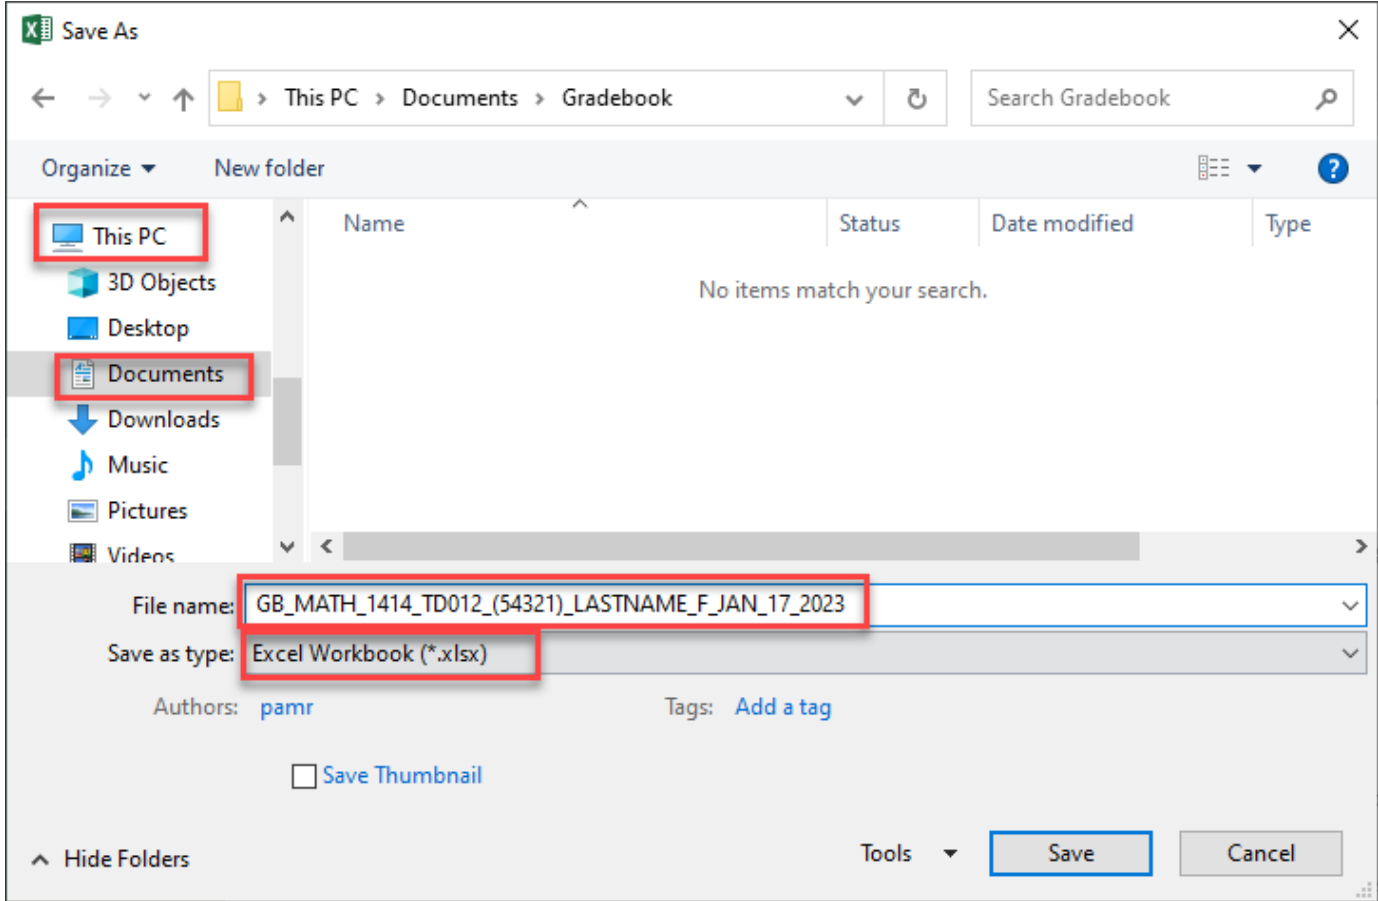 Save As
This PC > Documents > Gradebook
Search Gradebook
Organize
New folder
This PC
3D Objects
Desktop
Documents
Downloads
Music
Pictures
Videos
Name
Status
Date modified
Type
No items match your search.
File name: GB_MATH_1414_TD012_(54321)_LASTNAME_F_JAN_17_2023
Save as type: Excel Workbook (*.xlsx)
Authors: pamr
Tags: Add a tag
Save Thumbnail
Hide Folders
Tools
Save
Cancel